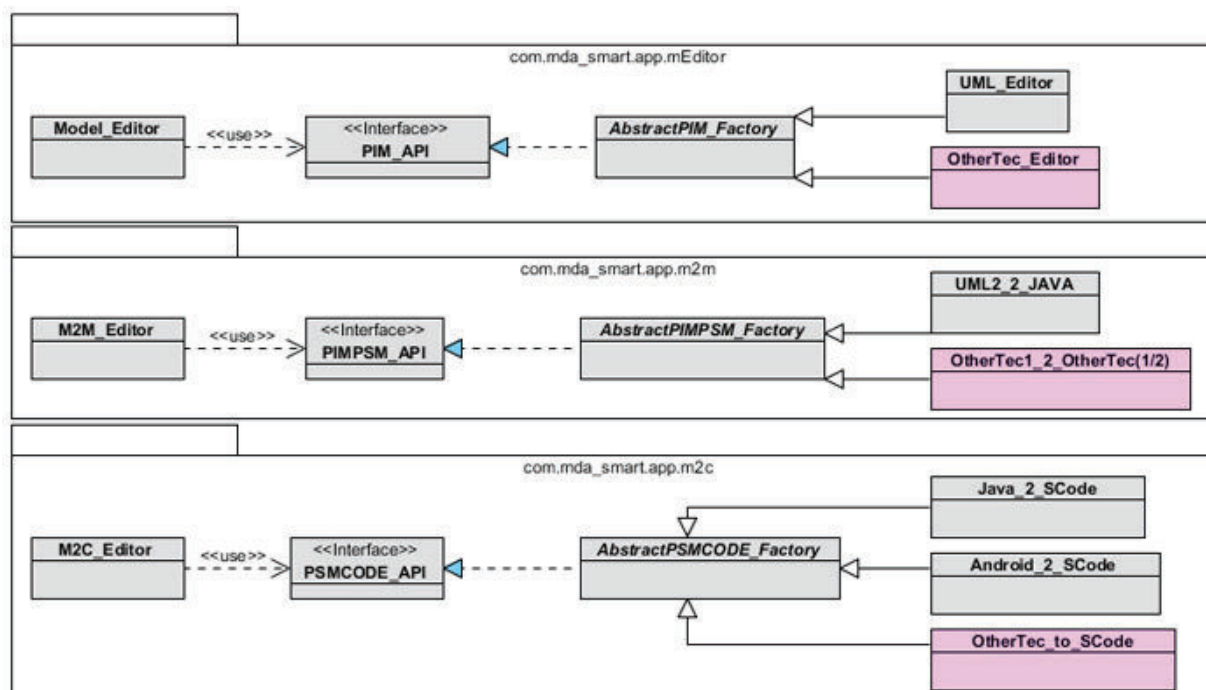 com.mda_smart.app.mEditor
UML_Editor
Model_Editor
<<use>>
<<Interface>>
PIM_API
AbstractPIM_Factory
OtherTec_Editor
com.mda_smart.app.m2m
UML2_2_JAVA
M2M_Editor
<<use>>
<<Interface>>
PIMPSM_API
AbstractPIMPSM_Factory
OtherTec1_2_OtherTec(1/2)
com.mda_smart.app.m2c
Java_2_SCode
M2C_Editor
<<use>>
<<Interface>>
PSMCODE_API
AbstractPSMCODE_Factory
Android_2_SCode
OtherTec_to_SCode